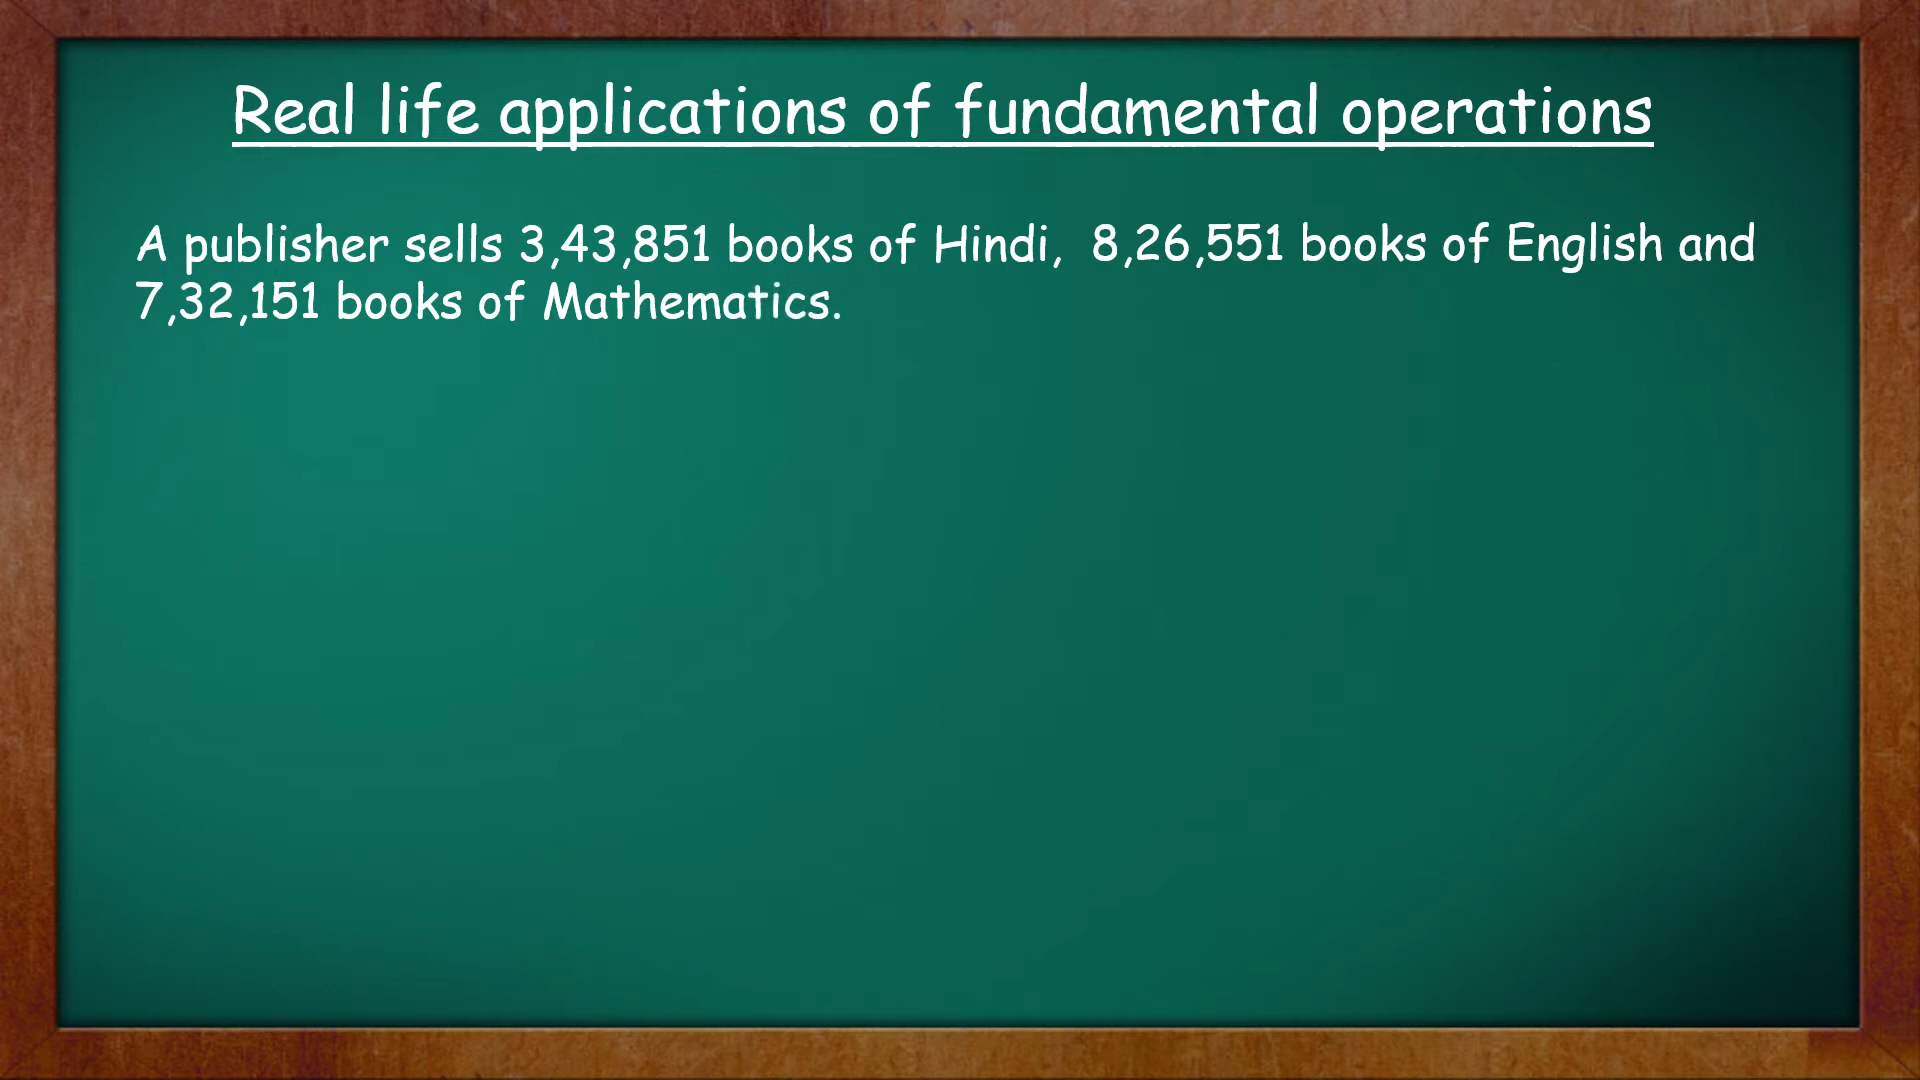 Real life applications of fundamental operations
A publisher sells 3,43,851 books of Hindi,  8,26,551 books of English and
7,32,151 books of Mathematics.